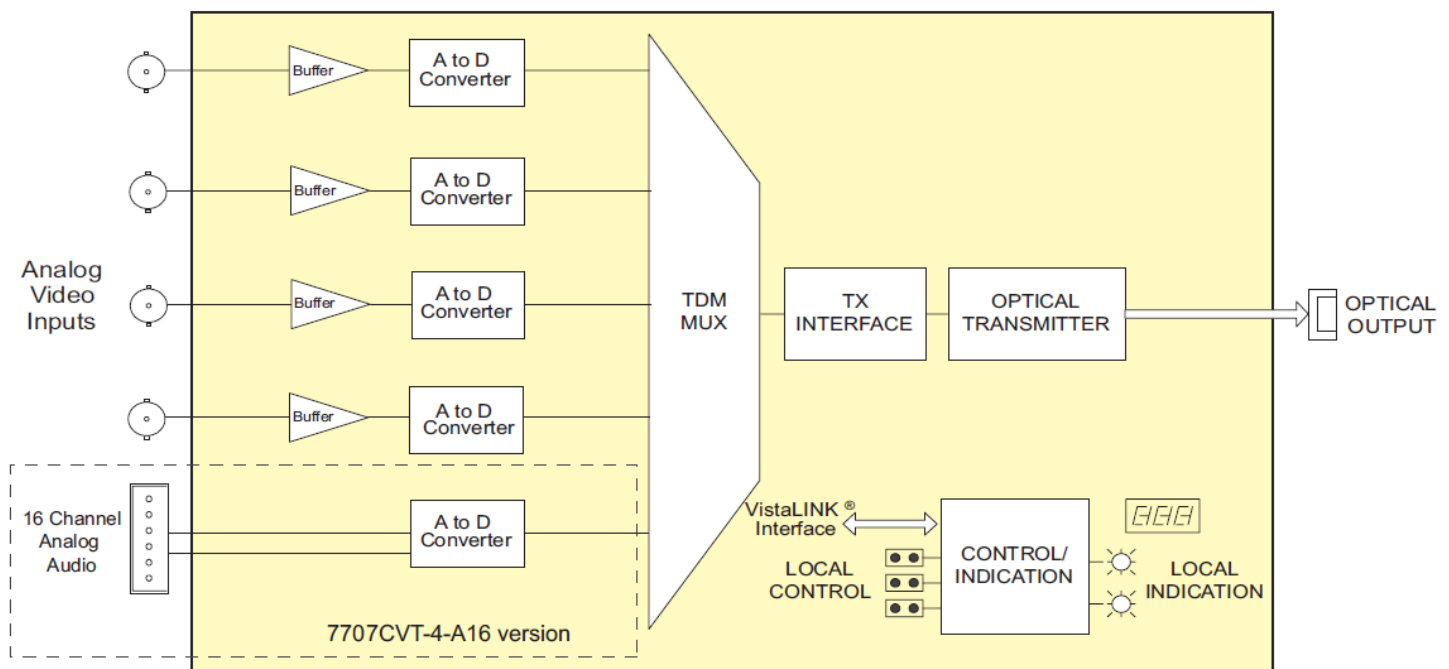 Buffer
A to D
Converter
Buffer
A to D
Converter
Analog
Video
Inputs
Buffer
A to D
Converter
TDM
MUX
TX
INTERFACE
OPTICAL
TRANSMITTER
OPTICAL
OUTPUT
Buffer
A to D
Converter
16 Channel
Analog
Audio
A to D
Converter
7707CVT-4-A16 version
VistaLINK ®
Interface
LOCAL
CONTROL
CONTROL/
INDICATION
LOCAL
INDICATION